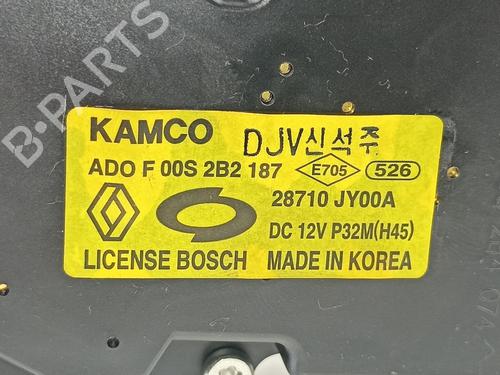 B-PARTS
KAMCO DJV신석주
ADO F 00S 2B2 187 E705 526
28710 JY00A
DC 12V P32M(H45)
LICENSE BOSCH MADE IN KOREA